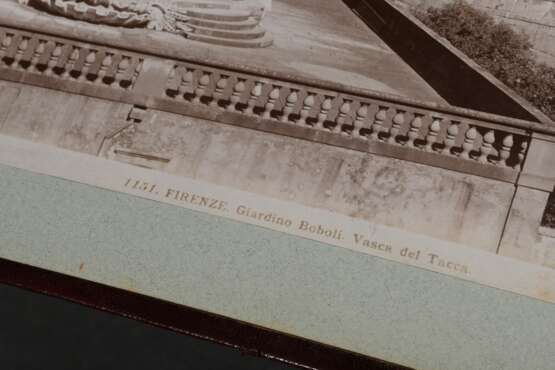 1151. FIRENZE. Giardino Boboli. Vasca del Tacca.